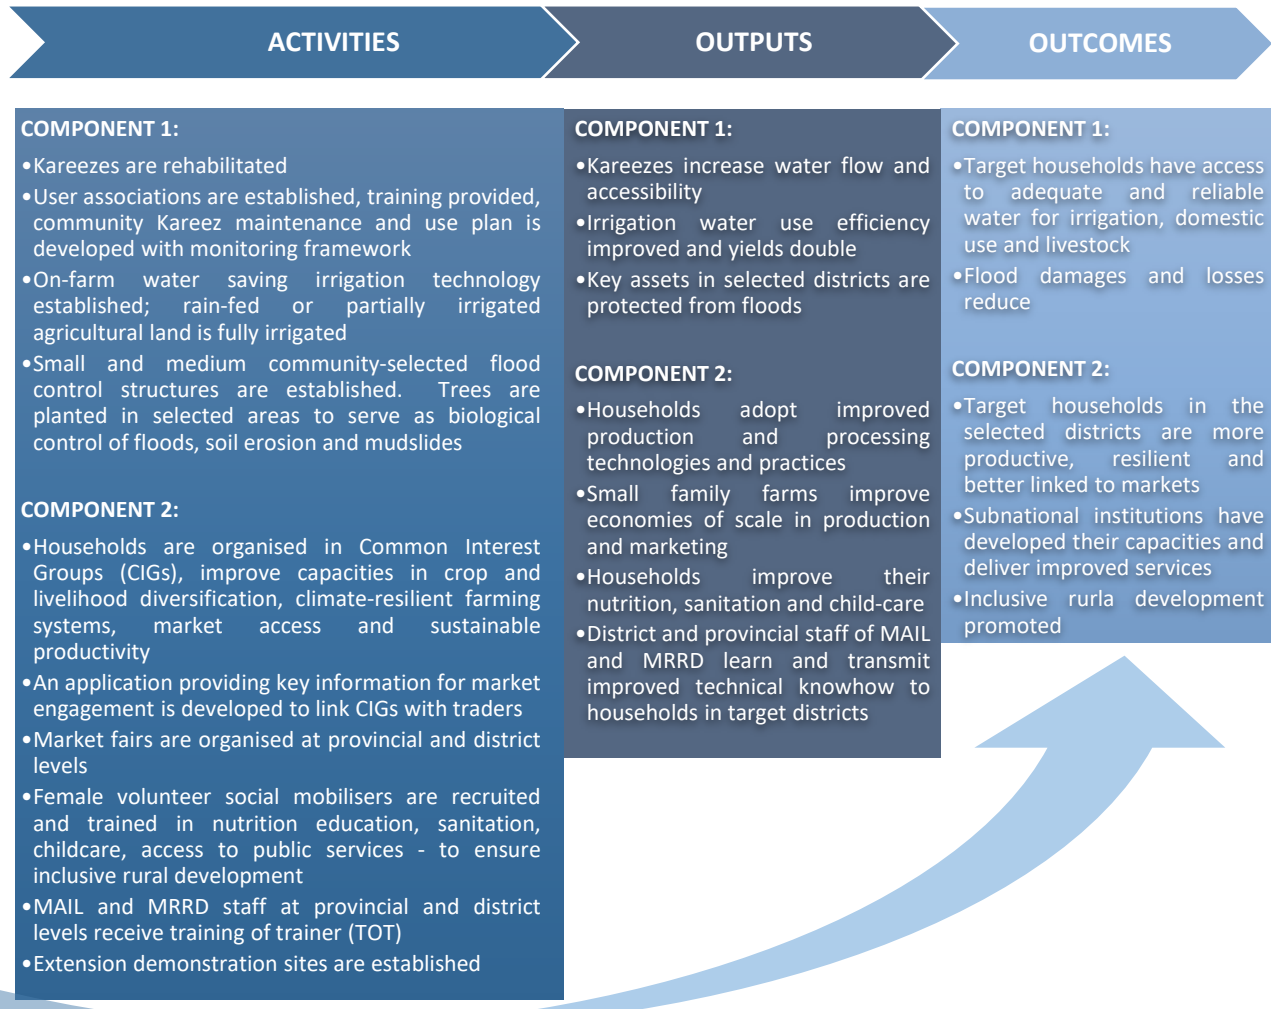 ACTIVITIES
OUTPUTS
OUTCOMES
COMPONENT 1:
•Kareezes are rehabilitated
•User associations are established, training provided,
community Kareez maintenance and use plan is
developed with monitoring framework
•On-farm water saving irrigation technology
established; rain-fed or partially irrigated
agricultural land is fully irrigated
•Small and medium community-selected flood
control structures are established. Trees are
planted in selected areas to serve as biological
control of floods, soil erosion and mudslides
COMPONENT 2:
•Households are organised in Common Interest
Groups (CIGs), improve capacities in crop and
livelihood diversification, climate-resilient farming
systems, market access and sustainable
productivity
•An application providing key information for market
engagement is developed to link CIGs with traders
•Market fairs are organised at provincial and district
levels
•Female volunteer social mobilisers are recruited
and trained in nutrition education, sanitation,
childcare, access to public services - to ensure
inclusive rural development
•MAIL and MRRD staff at provincial and district
levels receive training of trainer (TOT)
•Extension demonstration sites are established
COMPONENT 1:
•Kareezes increase water flow and
accessibility
•Irrigation water use efficiency
improved and yields double
•Key assets in selected districts are
protected from floods
COMPONENT 2:
•Households adopt improved
production and processing
technologies and practices
•Small family farms improve
economies of scale in production
and marketing
•Households improve their
nutrition, sanitation and child-care
•District and provincial staff of MAIL
and MRRD learn and transmit
improved technical knowhow to
households in target districts
COMPONENT 1:
•Target households have access
to adequate and reliable
water for irrigation, domestic
use and livestock
•Flood damages and losses
reduce
COMPONENT 2:
•Target households in the
selected districts are more
productive, resilient and
better linked to markets
•Subnational institutions have
developed their capacities and
deliver improved services
•Inclusive rurla development
promoted